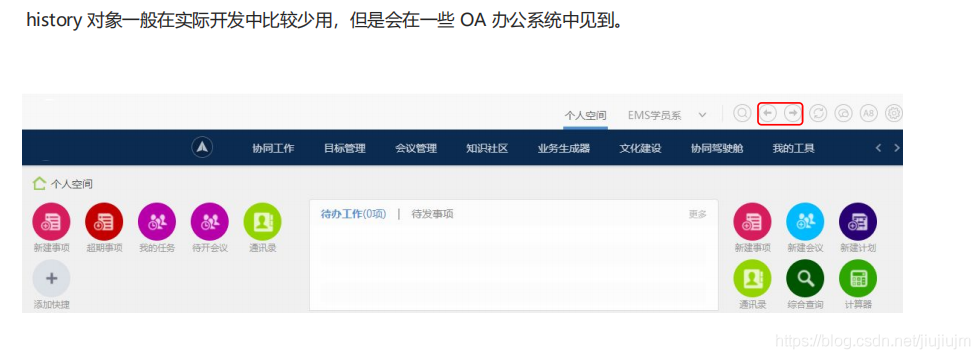 history 对象一般在实际开发中比较少用，但是会在一些 OA 办公系统中见到。
个人空间 EMS学员系
协同工作 目标管理 会议管理 知识社区 业务生成器 文化建设 协同驾驶舱 我的工具
个人空间
待办工作(0项) | 待发事项 更多
新建事项 超期事项 我的任务 待开会议 通讯录 新建事项 新建会议 新建计划
添加快捷 通讯录 综合查询 计算器
https://blog.csdn.net/jiujiujm